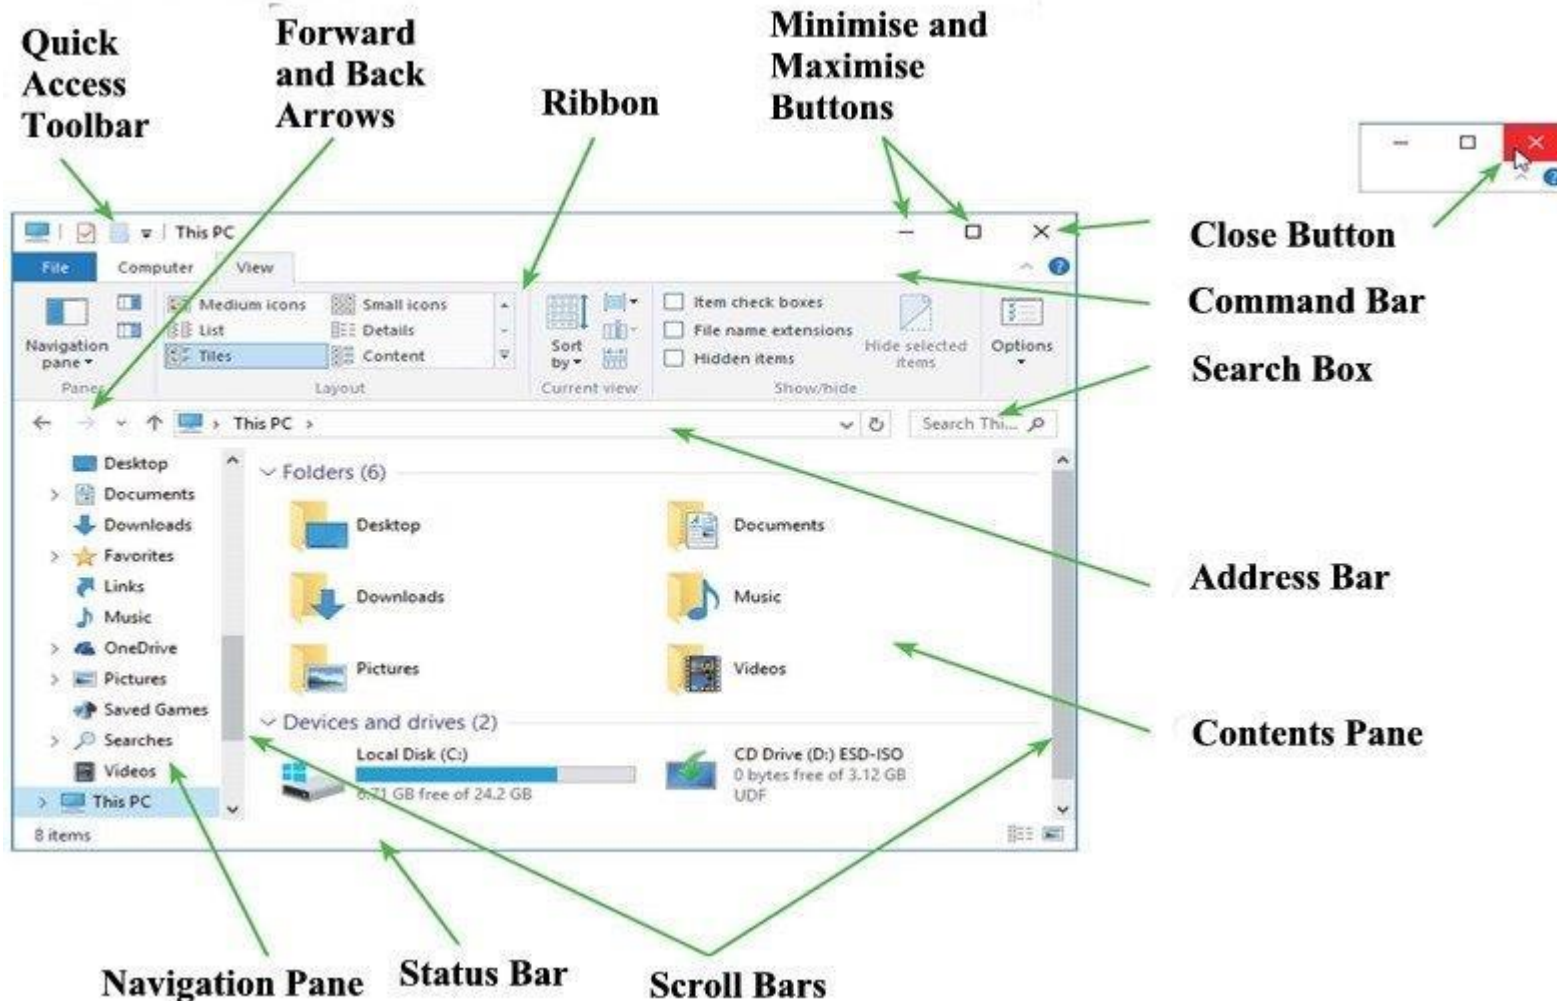 Quick
Access
Toolbar
Forward
and Back
Arrows
Ribbon
Minimise and
Maximise
Buttons
This PC
Close Button
File Computer View
Command Bar
Navigation
pane
Panes
Medium icons Small icons
List Details
Tiles Content
Layout
Sort
by
Current view
Item check boxes
File name extensions
Hidden items
Hide selected
items
Show/hide
Options
Search Box
This PC
Search Thi...
Desktop
Documents
Downloads
Favorites
Links
Music
OneDrive
Pictures
Saved Games
Searches
Videos
This PC
Folders (6)
Desktop Documents
Downloads Music
Pictures Videos
Devices and drives (2)
Local Disk (C:)
6.71 GB free of 24.2 GB
CD Drive (D:) ESD-ISO
0 bytes free of 3.12 GB
UDF
8 items
Address Bar
Contents Pane
Navigation Pane
Status Bar
Scroll Bars